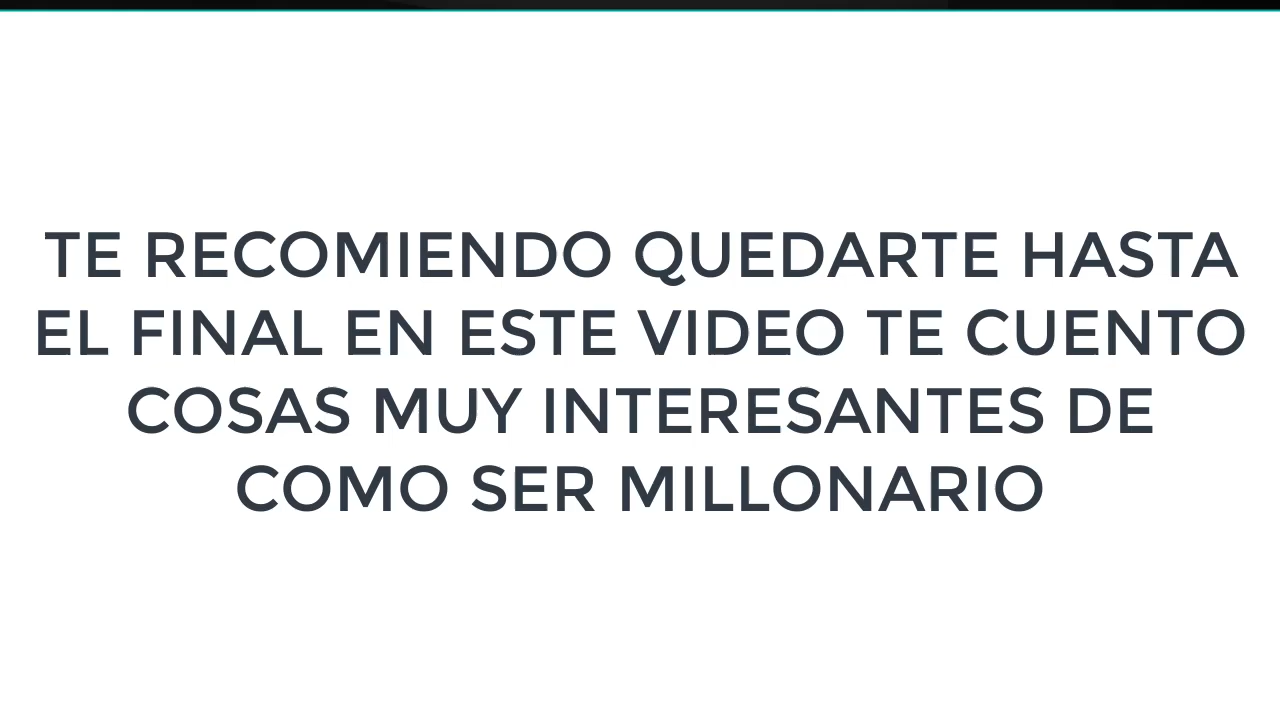 TE RECOMIENDO QUEDARTE HASTA
EL FINAL EN ESTE VIDEO TE CUENTO
COSAS MUY INTERESANTES DE
COMO SER MILLONARIO